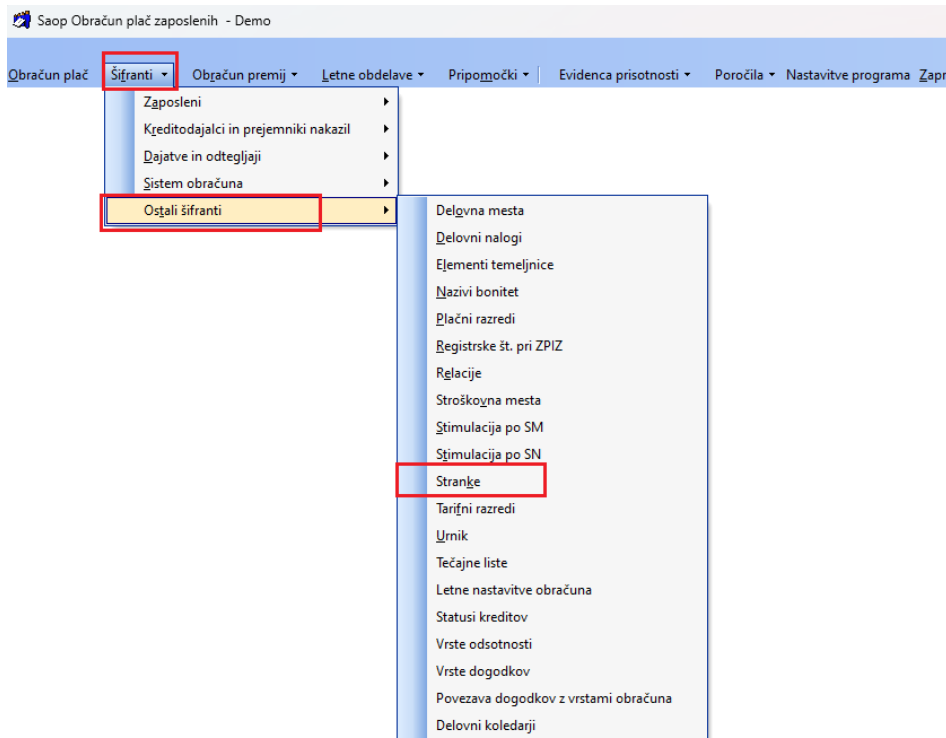 Saop Obračun plač zaposlenih - Demo
Obračun plač Šifranti Obračun premij Letne obdelave Pripomočki Evidenca prisotnosti Poročila Nastavitve programa Zapr
Zaposleni
Kreditodajalci in prejemniki nakazil
Dajatve in odtegljaji
Sistem obračuna
Ostali šifranti
Delovna mesta
Delovni nalogi
Elementi temeljnice
Nazivi bonitet
Plačni razredi
Registrske št. pri ZPIZ
Relacije
Stroškovna mesta
Stimulacija po SM
Stimulacija po SN
Stranke
Tarifni razredi
Urnik
Tečajne liste
Letne nastavitve obračuna
Statusi kreditov
Vrste odsotnosti
Vrste dogodkov
Povezava dogodkov z vrstami obračuna
Delovni koledarji